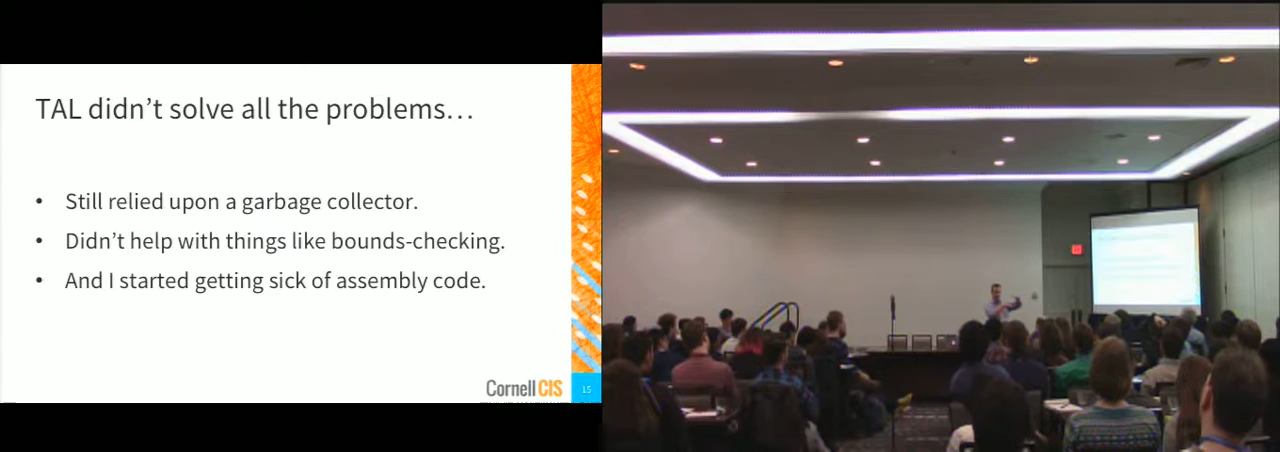 TAL didn’t solve all the problems…
• Still relied upon a garbage collector.
• Didn’t help with things like bounds-checking.
• And I started getting sick of assembly code.
Cornell CIS
15